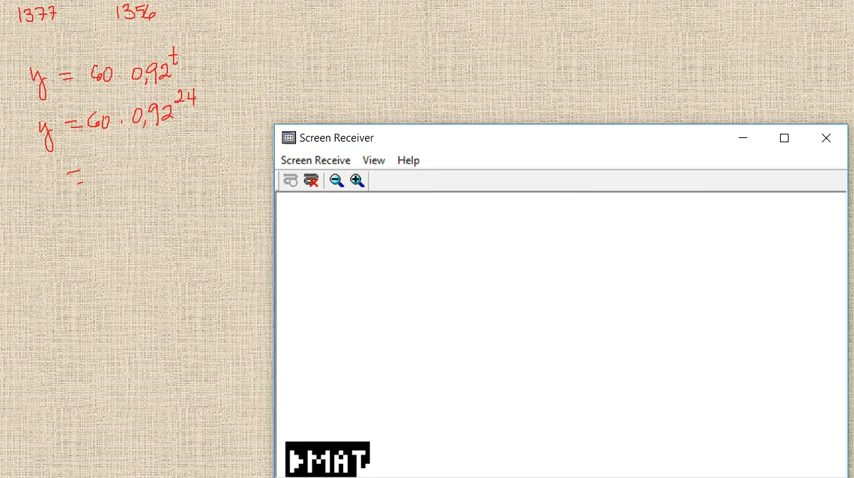 1377 1356
y = 60 · 0,92^t
y = 60 · 0,92^24
=
Screen Receiver
Screen Receive View Help
▶MAT